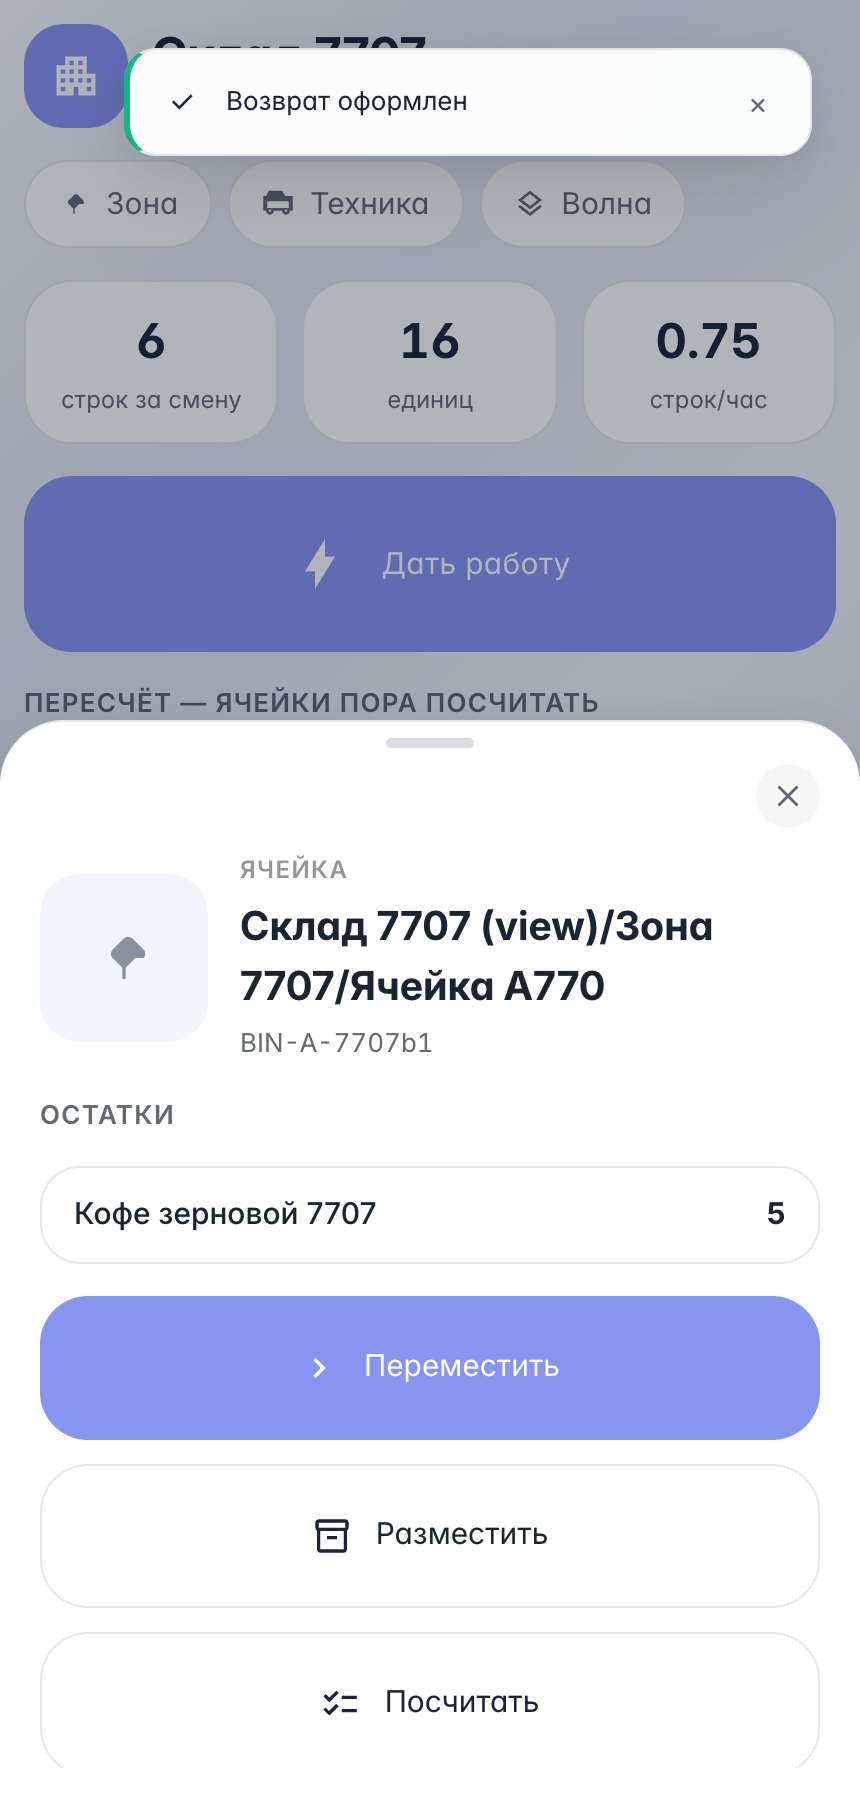 Склад 7707
Возврат оформлен
Зона
Техника
Волна
6
строк за смену
16
единиц
0.75
строк/час
Дать работу
ПЕРЕСЧЁТ — ЯЧЕЙКИ ПОРА ПОСЧИТАТЬ
ЯЧЕЙКА
Склад 7707 (view)/Зона
7707/Ячейка A770
BIN-A-7707b1
ОСТАТКИ
Кофе зерновой 7707
5
Переместить
Разместить
Посчитать